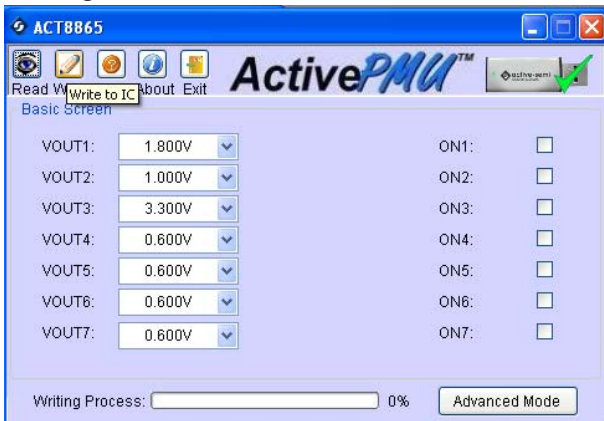 ACT8865
ActivePMU™
active-semi
Read W
Write to IC
About Exit
Basic Screen
VOUT1: 1.800V ON1:
VOUT2: 1.000V ON2:
VOUT3: 3.300V ON3:
VOUT4: 0.600V ON4:
VOUT5: 0.600V ON5:
VOUT6: 0.600V ON6:
VOUT7: 0.600V ON7:
Writing Process: 0% Advanced Mode